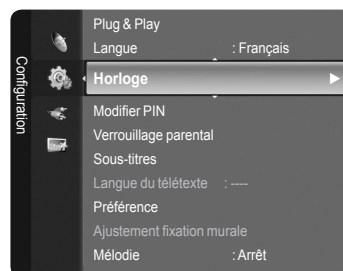 Configuration
Plug & Play
Langue : Français
Horloge
Modifier PIN
Verrouillage parental
Sous-titres
Langue du télétexte : ----
Préférence
Ajustement fixation murale
Mélodie : Arrêt